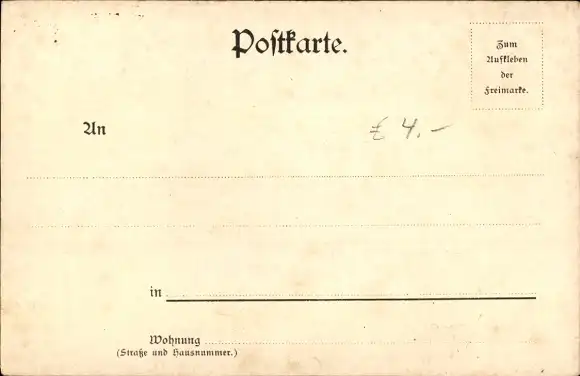 Postkarte.
Zum
Aufkleben
der
Freimarke.
An
£ 4.-
in
Wohnung
(Straße und Hausnummer.)